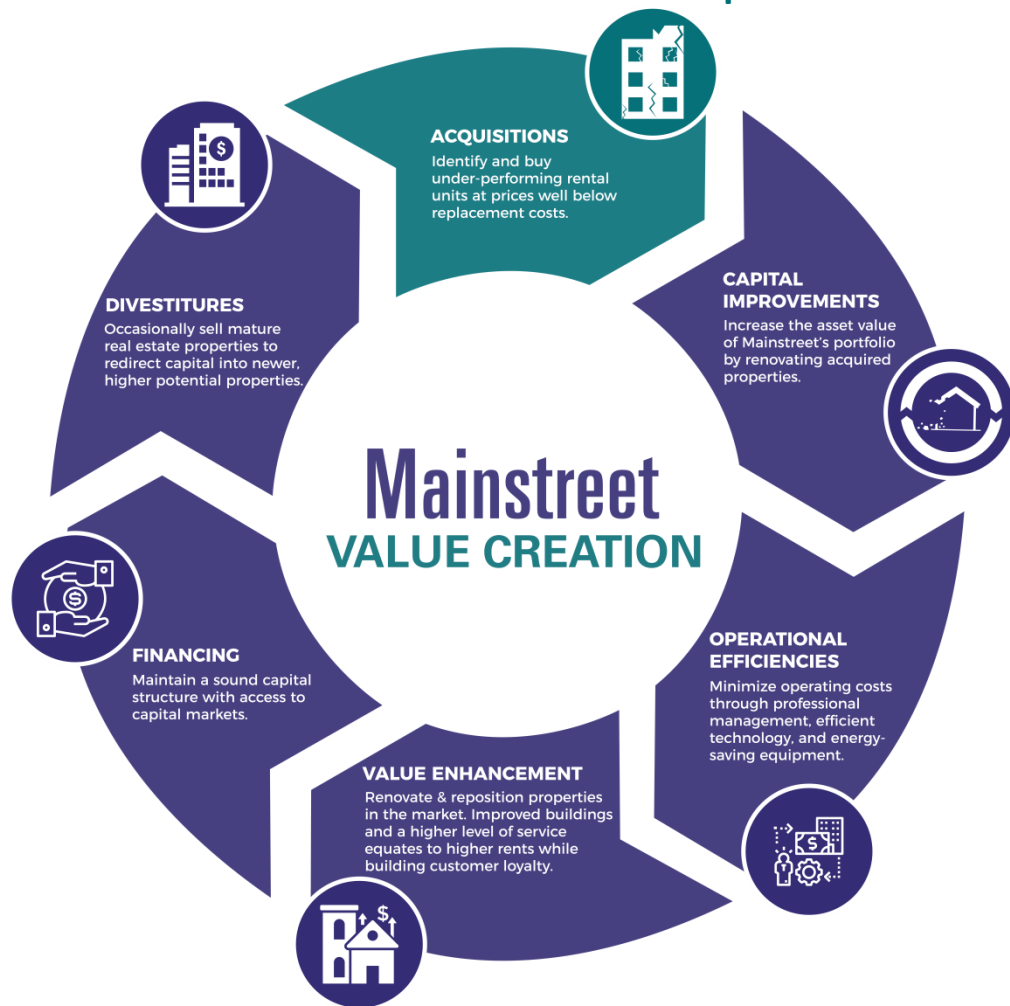 ACQUISITIONS
Identify and buy
under-performing rental
units at prices well below
replacement costs.
CAPITAL
IMPROVEMENTS
Increase the asset value
of Mainstreet's portfolio
by renovating acquired
properties.
OPERATIONAL
EFFICIENCIES
Minimize operating costs
through professional
management, efficient
technology, and energy-
saving equipment.
VALUE ENHANCEMENT
Renovate & reposition properties
in the market. Improved buildings
and a higher level of service
equates to higher rents while
building customer loyalty.
FINANCING
Maintain a sound capital
structure with access to
capital markets.
DIVESTITURES
Occasionally sell mature
real estate properties to
redirect capital into newer,
higher potential properties.
Mainstreet
VALUE CREATION
$
$
$
$